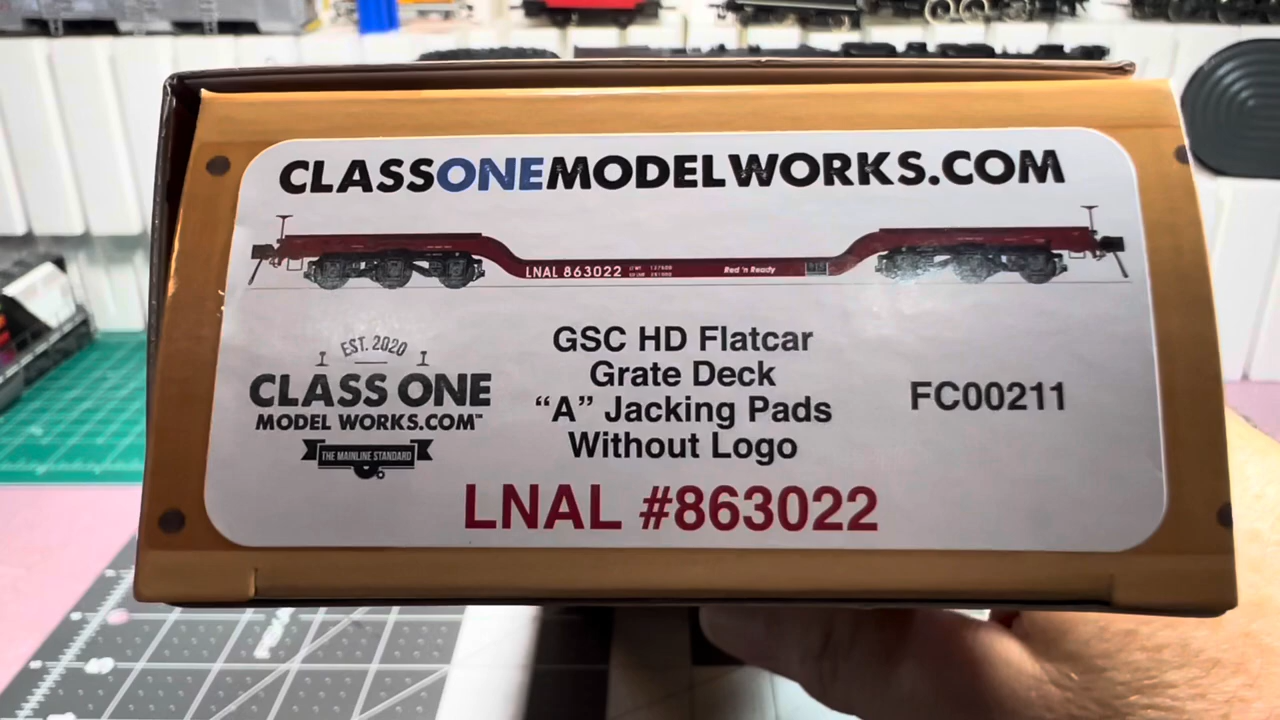 CLASSONEMODELWORKS.COM
LNAL 863022
Red 'n Ready
EST. 2020
CLASS ONE
MODEL WORKS.COM™
THE MAINLINE STANDARD
GSC HD Flatcar
Grate Deck
“A” Jacking Pads
Without Logo
FC00211
LNAL #863022